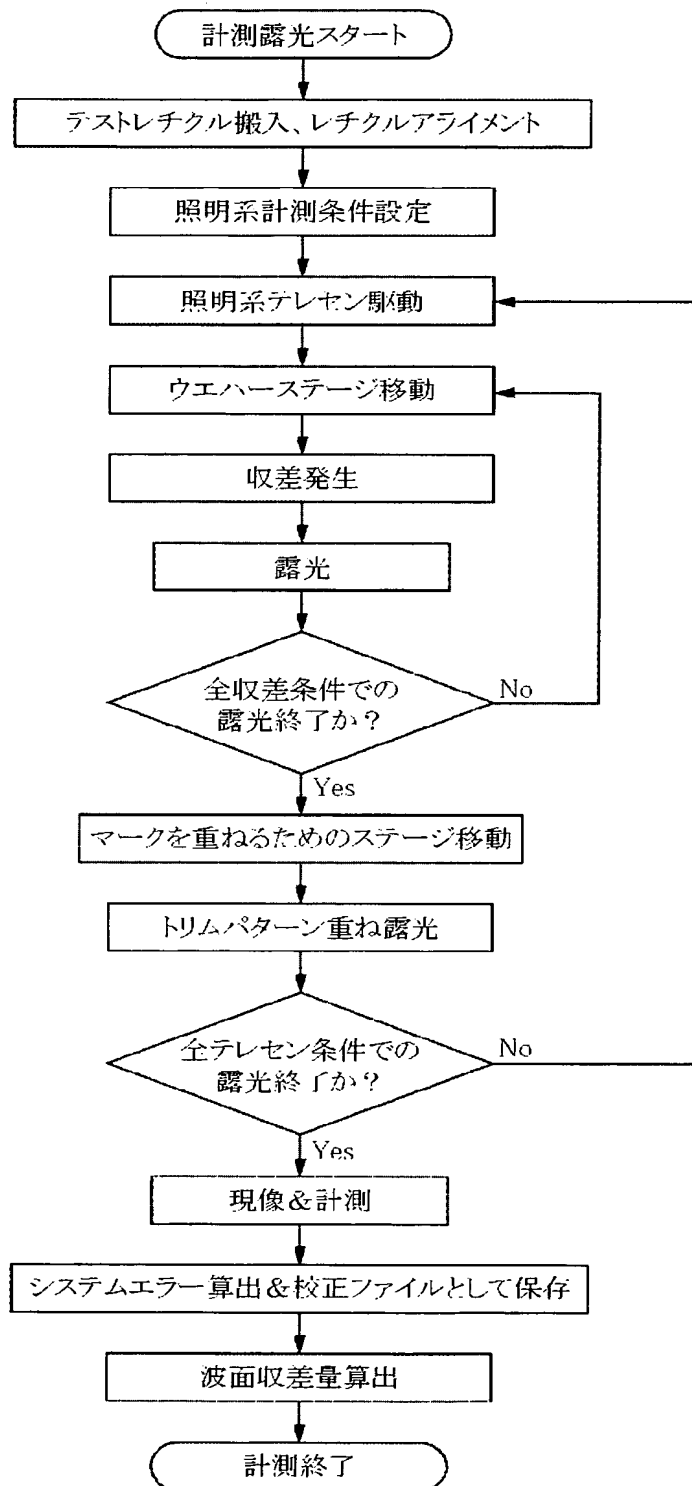 計測露光スタート
テストレチクル搬入、レチクルアライメント
照明系計測条件設定
照明系テレセン駆動
ウエハーステージ移動
収差発生
露光
全収差条件での
露光終了か？
No
Yes
マークを重ねるためのステージ移動
トリムパターン重ね露光
全テレセン条件での
露光終了か？
No
Yes
現像&計測
システムエラー算出&校正ファイルとして保存
波面収差量算出
計測終了